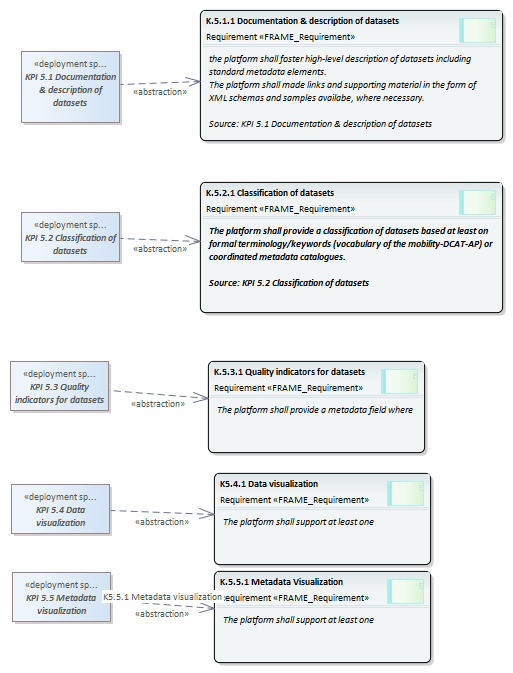 «deployment sp...
KPI 5.1 Documentation
& description of
datasets
«abstraction»
K.5.1.1 Documentation & description of datasets
Requirement «FRAME_Requirement»
the platform shall foster high-level description of datasets including
standard metadata elements.
The platform shall made links and supporting material in the form of
XML schemas and samples availabe, where necessary.
Source: KPI 5.1 Documentation & description of datasets
«deployment sp...
KPI 5.2 Classification of
datasets
«abstraction»
K.5.2.1 Classification of datasets
Requirement «FRAME_Requirement»
The platform shall provide a classification of datasets based at least on
formal terminology/keywords (vocabulary of the mobility-DCAT-AP) or
coordinated metadata catalogues.
Source: KPI 5.2 Classification of datasets
«deployment sp...
KPI 5.3 Quality
indicators for datasets
«abstraction»
K.5.3.1 Quality indicators for datasets
Requirement «FRAME_Requirement»
The platform shall provide a metadata field where
«deployment sp...
KPI 5.4 Data
visualization
«abstraction»
K5.4.1 Data visualization
Requirement «FRAME_Requirement»
The platform shall support at least one
«deployment sp...
KPI 5.5 Metadata
visualization
K5.5.1 Metadata visualization
«abstraction»
K.5.5.1 Metadata Visualization
equirement «FRAME_Requirement»
The platform shall support at least one